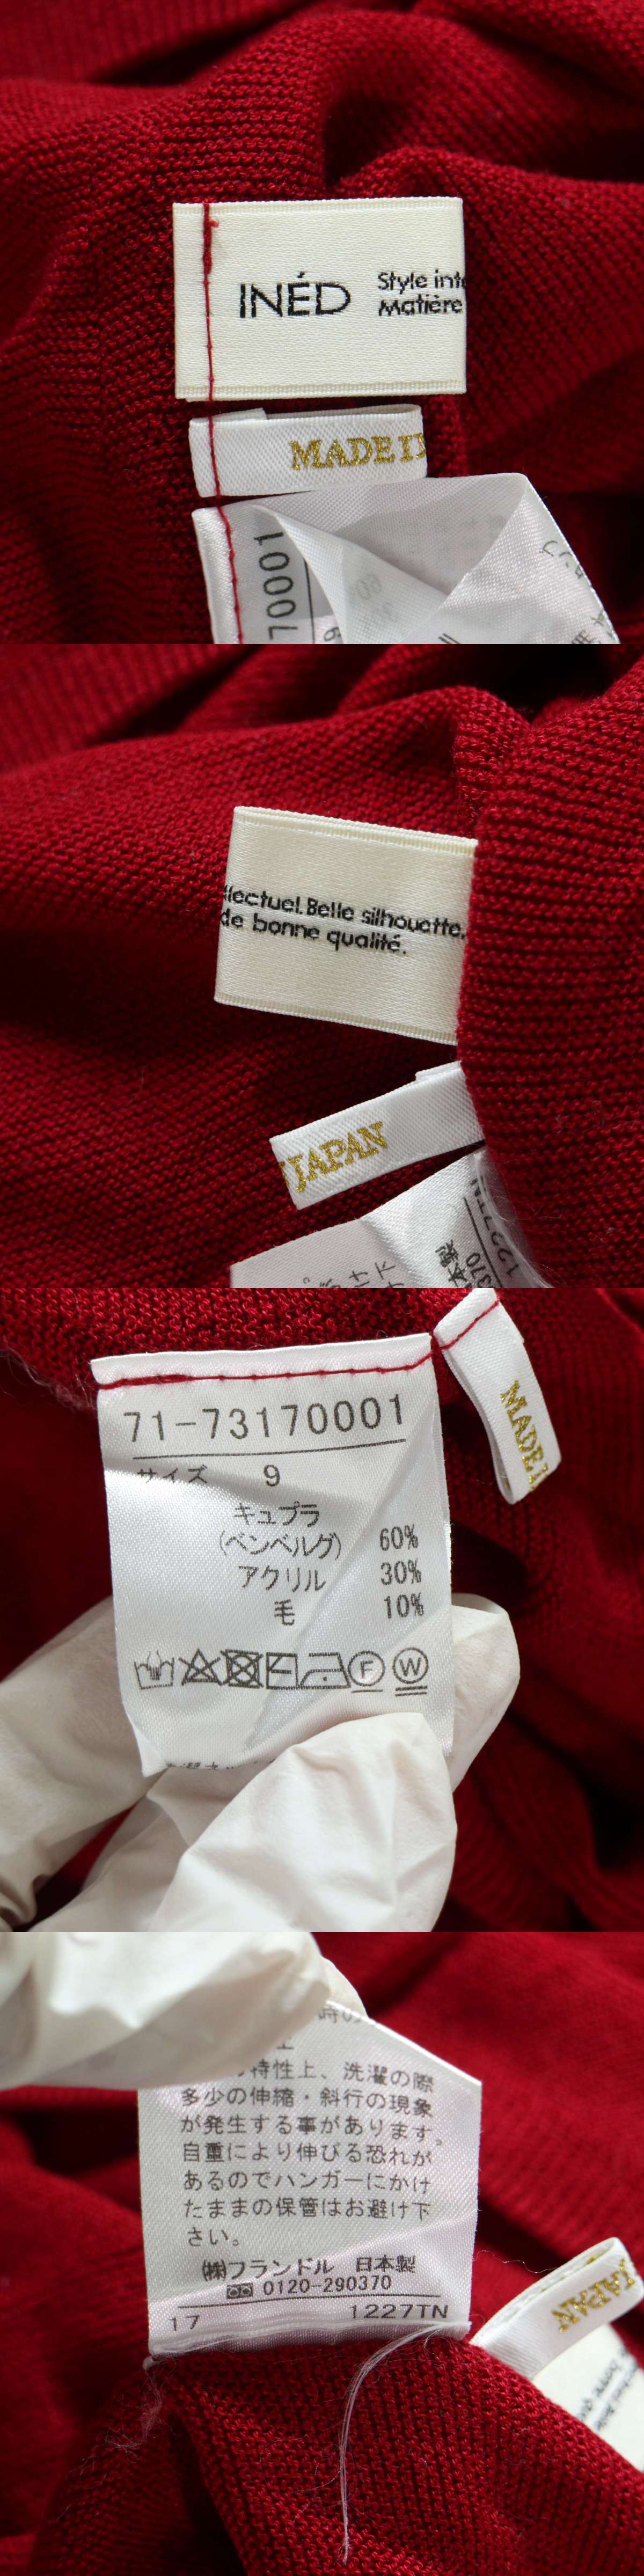 INÉD
Style inte
Matière
MADE IN
70001
llectuel. Belle silhouette.
de bonne qualité.
JAPAN
1227TN
370
本製
71-73170001
サイズ 9
キュプラ
(ベンベルグ) 60%
アクリル 30%
毛 10%
F W
MADE I
特性上、洗濯の際
多少の伸縮・斜行の現象
が発生する事があります。
自重により伸びる恐れが
あるのでハンガーにかけ
たままの保管はお避け下
さい。
(株)フランドル 日本製
0120-290370
17 1227TN
JAPAN